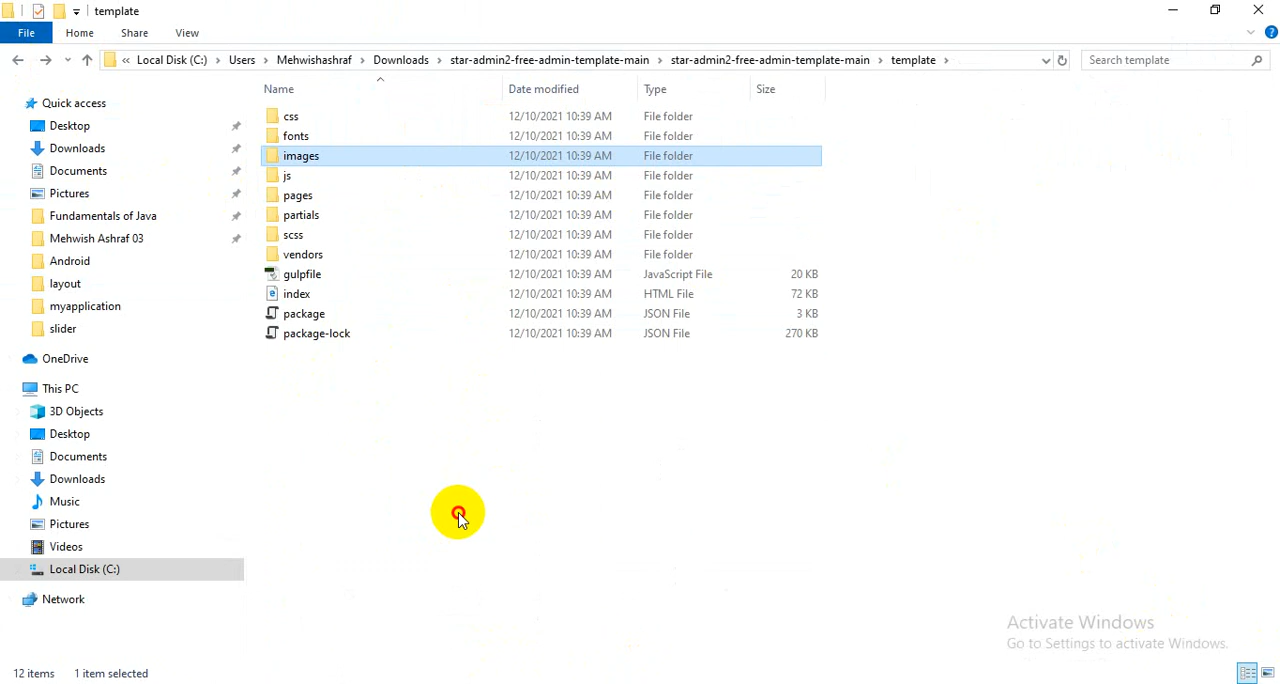 template
File Home Share View
« Local Disk (C:) › Users › Mehwishashraf › Downloads › star-admin2-free-admin-template-main › star-admin2-free-admin-template-main › template › Search template
Name Date modified Type Size
Quick access
Desktop
Downloads
Documents
Pictures
Fundamentals of Java
Mehwish Ashraf 03
Android
layout
myapplication
slider
OneDrive
This PC
3D Objects
Desktop
Documents
Downloads
Music
Pictures
Videos
Local Disk (C:)
Network
css 12/10/2021 10:39 AM File folder
fonts 12/10/2021 10:39 AM File folder
images 12/10/2021 10:39 AM File folder
js 12/10/2021 10:39 AM File folder
pages 12/10/2021 10:39 AM File folder
partials 12/10/2021 10:39 AM File folder
scss 12/10/2021 10:39 AM File folder
vendors 12/10/2021 10:39 AM File folder
gulpfile 12/10/2021 10:39 AM JavaScript File 20 KB
index 12/10/2021 10:39 AM HTML File 72 KB
package 12/10/2021 10:39 AM JSON File 3 KB
package-lock 12/10/2021 10:39 AM JSON File 270 KB
Activate Windows
Go to Settings to activate Windows.
12 items 1 item selected